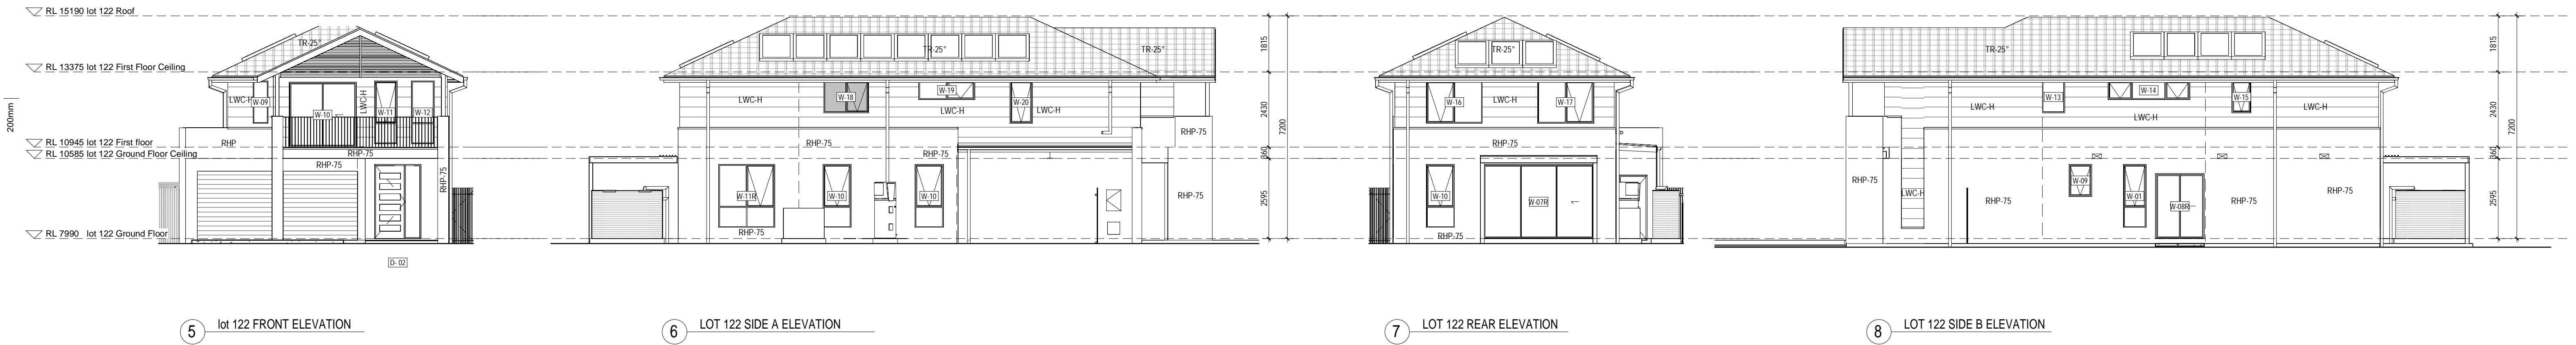 RL 15190 lot 122 Roof
RL 13375 lot 122 First Floor Ceiling
200mm
RL 10945 lot 122 First floor
RL 10585 lot 122 Ground Floor Ceiling
RL 7990 lot 122 Ground Floor
TR-25°
LWC-H
W-09
W-10
LWC-H
W-11
W-12
RHP
RHP-75
RHP-75
RHP-75
D- 02
5 lot 122 FRONT ELEVATION
TR-25°
TR-25°
LWC-H
W-18
W-19
LWC-H
W-20
LWC-H
RHP-75
RHP-75
RHP-75
W-11R
W-10
W-10
RHP-75
RHP-75
1815
2430
7200
360
2595
6 LOT 122 SIDE A ELEVATION
TR-25°
W-16
LWC-H
W-17
RHP-75
W-10
W-07R
RHP-75
7 LOT 122 REAR ELEVATION
TR-25°
LWC-H
W-13
W-14
LWC-H
W-15
LWC-H
RHP-75
LWC-H
RHP-75
W-09
W-01
W-08R
RHP-75
RHP-75
1815
2430
7200
360
2595
8 LOT 122 SIDE B ELEVATION